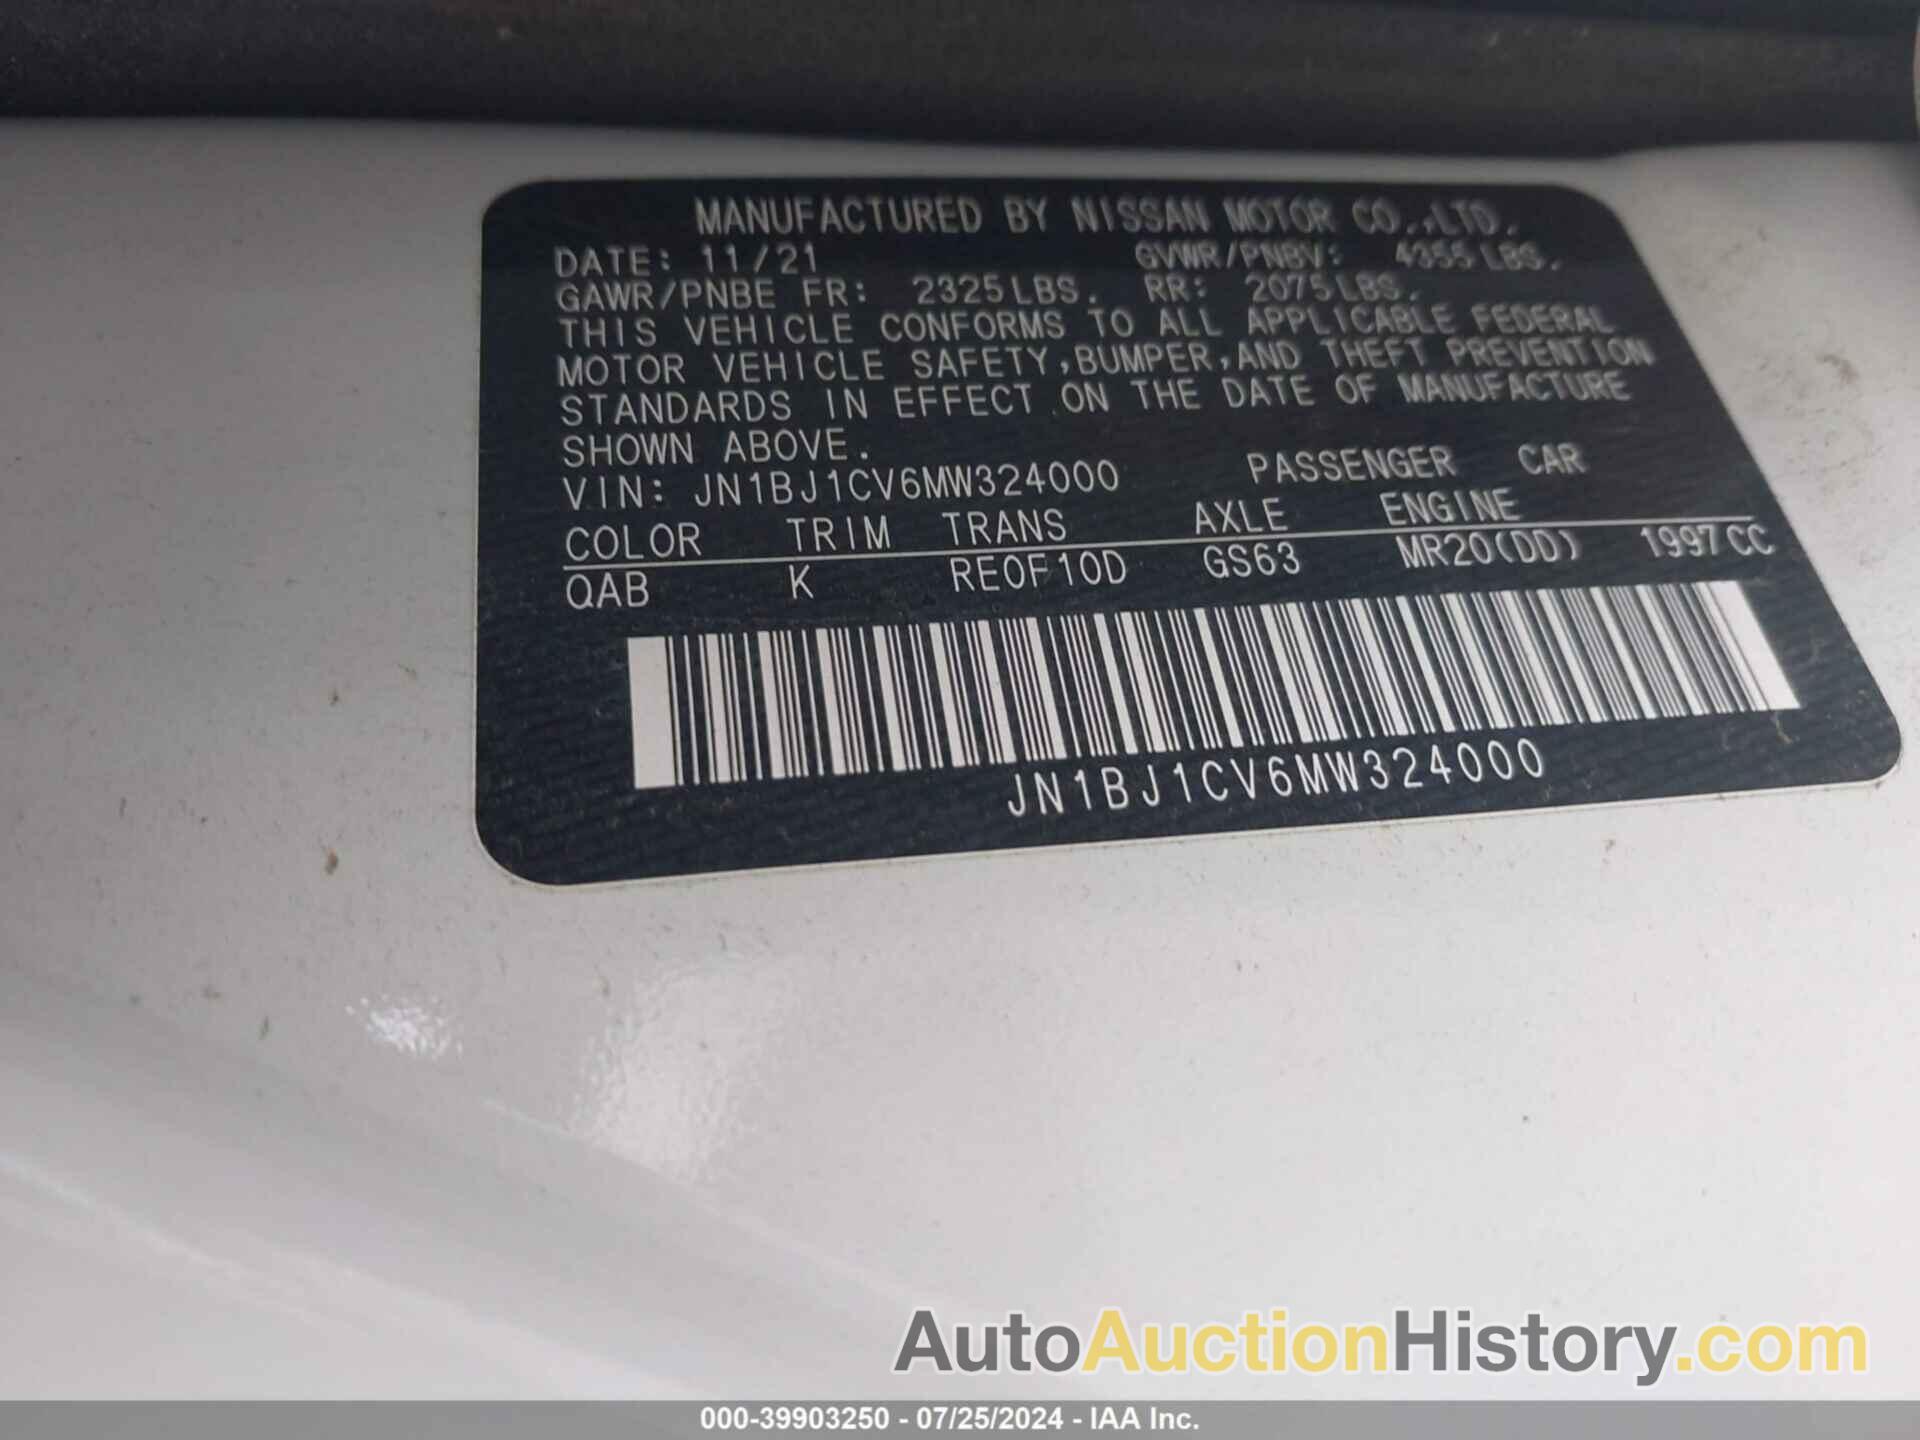 MANUFACTURED BY NISSAN MOTOR CO.,LTD.
DATE: 11/21 GVWR/PNBV: 4355 LBS.
GAWR/PNBE FR: 2325 LBS. RR: 2075 LBS.
THIS VEHICLE CONFORMS TO ALL APPLICABLE FEDERAL
MOTOR VEHICLE SAFETY, BUMPER, AND THEFT PREVENTION
STANDARDS IN EFFECT ON THE DATE OF MANUFACTURE
SHOWN ABOVE.
VIN: JN1BJ1CV6MW324000 PASSENGER CAR
COLOR TRIM TRANS AXLE ENGINE
QAB K RE0F10D GS63 MR20(DD) 1997 CC
JN1BJ1CV6MW324000
AutoAuctionHistory.com
000-39903250 - 07/25/2024 - IAA Inc.